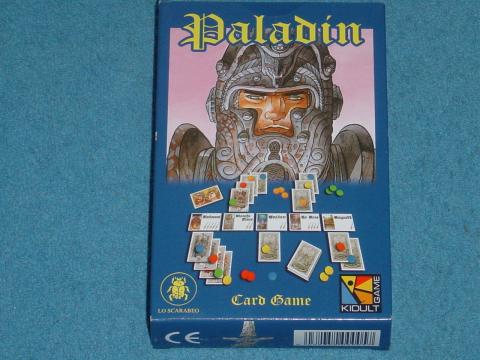 Paladin
Card Game
LO SCARABEO
KIDULT
GAME
CE